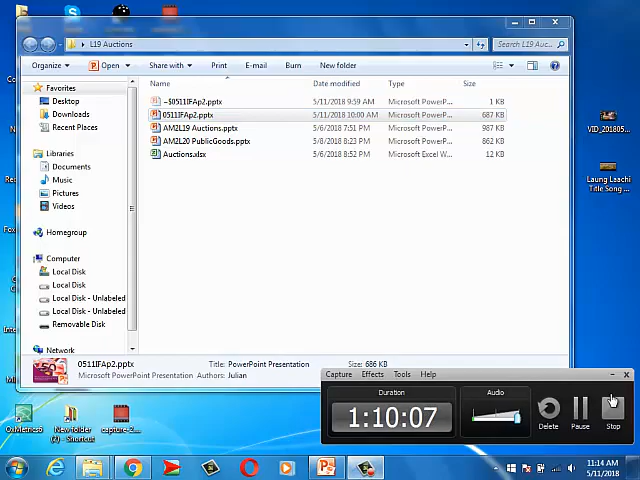 L19 Auctions
Search L19 Auc...
Organize
Open
Share with
Print
E-mail
Burn
New folder
Favorites
Desktop
Downloads
Recent Places
Libraries
Documents
Music
Pictures
Videos
Homegroup
Computer
Local Disk
Local Disk
Local Disk - Unlabeled
Local Disk - Unlabeled
Removable Disk
Network
Name Date modified Type Size
~$0511IFAp2.pptx 5/11/2018 9:59 AM Microsoft PowerP... 1 KB
0511IFAp2.pptx 5/11/2018 10:00 AM Microsoft PowerP... 687 KB
AM2L19 Auctions.pptx 5/6/2018 7:51 PM Microsoft PowerP... 987 KB
AM2L20 PublicGoods.pptx 5/8/2018 8:23 PM Microsoft PowerP... 862 KB
Auctions.xlsx 5/6/2018 8:52 PM Microsoft Excel W... 12 KB
VID_201805...
Laung Laachi
Title Song ...
0511IFAp2.pptx Title: PowerPoint Presentation Size: 686 KB
Microsoft PowerPoint Presentation Authors: Julian
Capture Effects Tools Help
Duration
1:10:07
Audio
Delete
Pause
Stop
OxMetrics6
New folder
(2) - Shortcut
capture-2...
11:14 AM
5/11/2018